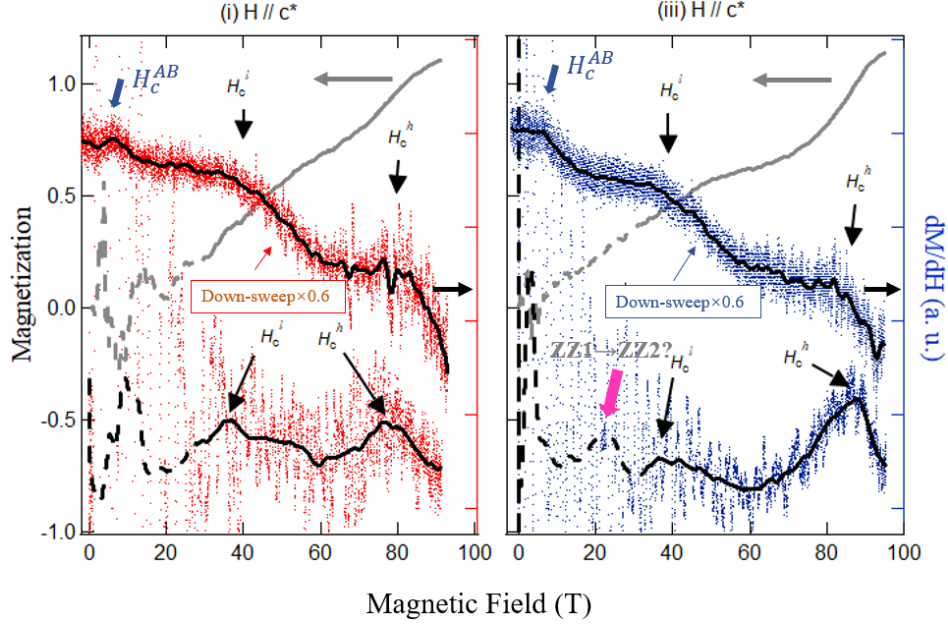 (i) H // c*
(iii) H // c*
Magnetization
1.0
0.5
0.0
-0.5
-1.0
H_c^AB
H_c^l
H_c^h
Down-sweep×0.6
H_c^l
H_c^h
0 20 40 60 80 100
H_c^AB
H_c^l
H_c^h
Down-sweep×0.6
ZZ1→ZZ2?
H_c^l
H_c^h
0 20 40 60 80 100
dM/dH (a. u.)
Magnetic Field (T)